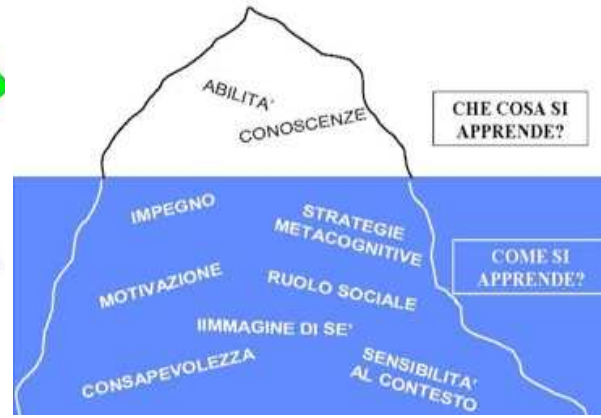 ABILITA'
CONOSCENZE
CHE COSA SI
APPRENDE?
IMPEGNO
STRATEGIE
METACOGNITIVE
COME SI
APPRENDE?
MOTIVAZIONE
RUOLO SOCIALE
IIMMAGINE DI SE'
CONSAPEVOLEZZA
SENSIBILITA'
AL CONTESTO